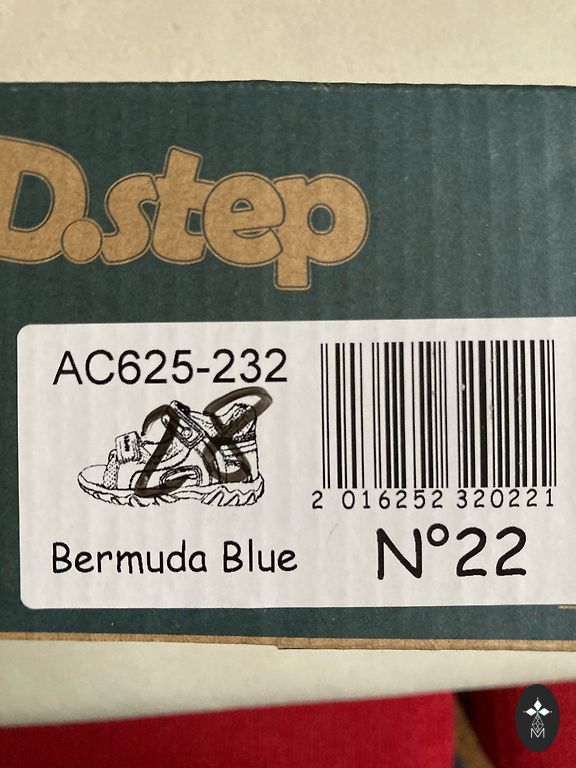 D.step
AC625-232
28
2 016252 320221
Bermuda Blue
N°22
M